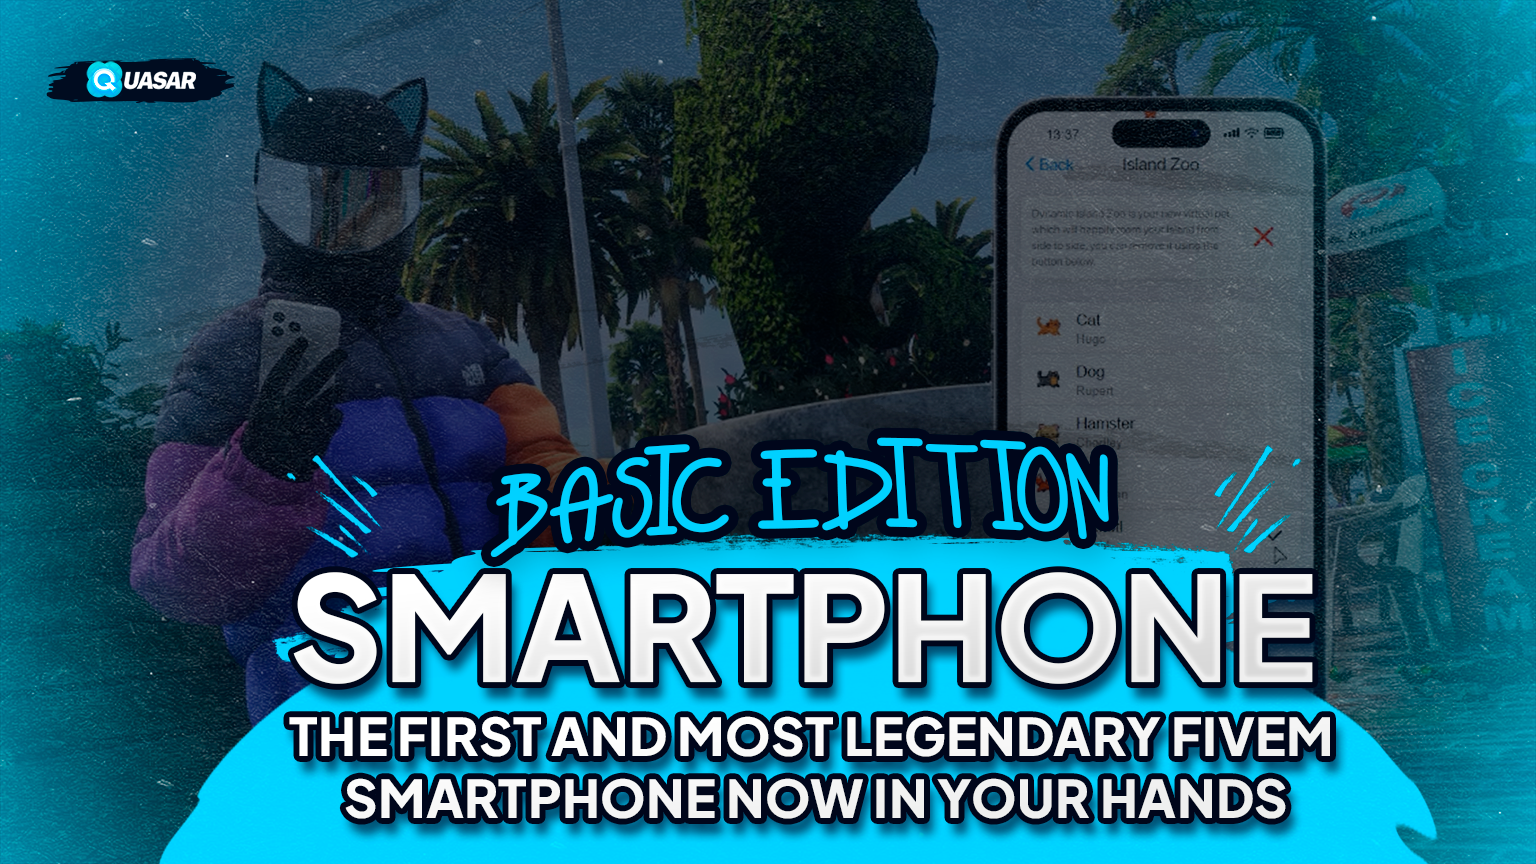 QUASAR
13:37
Back
Island Zoo
Dynamic Island Zoo is your new virtual pet
which will happily roam your Island from
side to side, you can remove it using the
button below.
Cat
Hugo
Dog
Rupert
Hamster
BASIC EDITION
SMARTPHONE
THE FIRST AND MOST LEGENDARY FIVEM
SMARTPHONE NOW IN YOUR HANDS
ICE CREAM